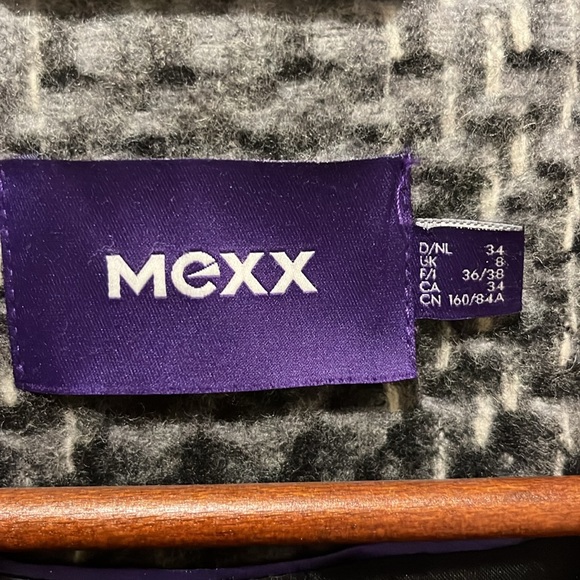 mexx
D/NL 34
UK 8
F/I 36/38
CA 34
CN 160/84A